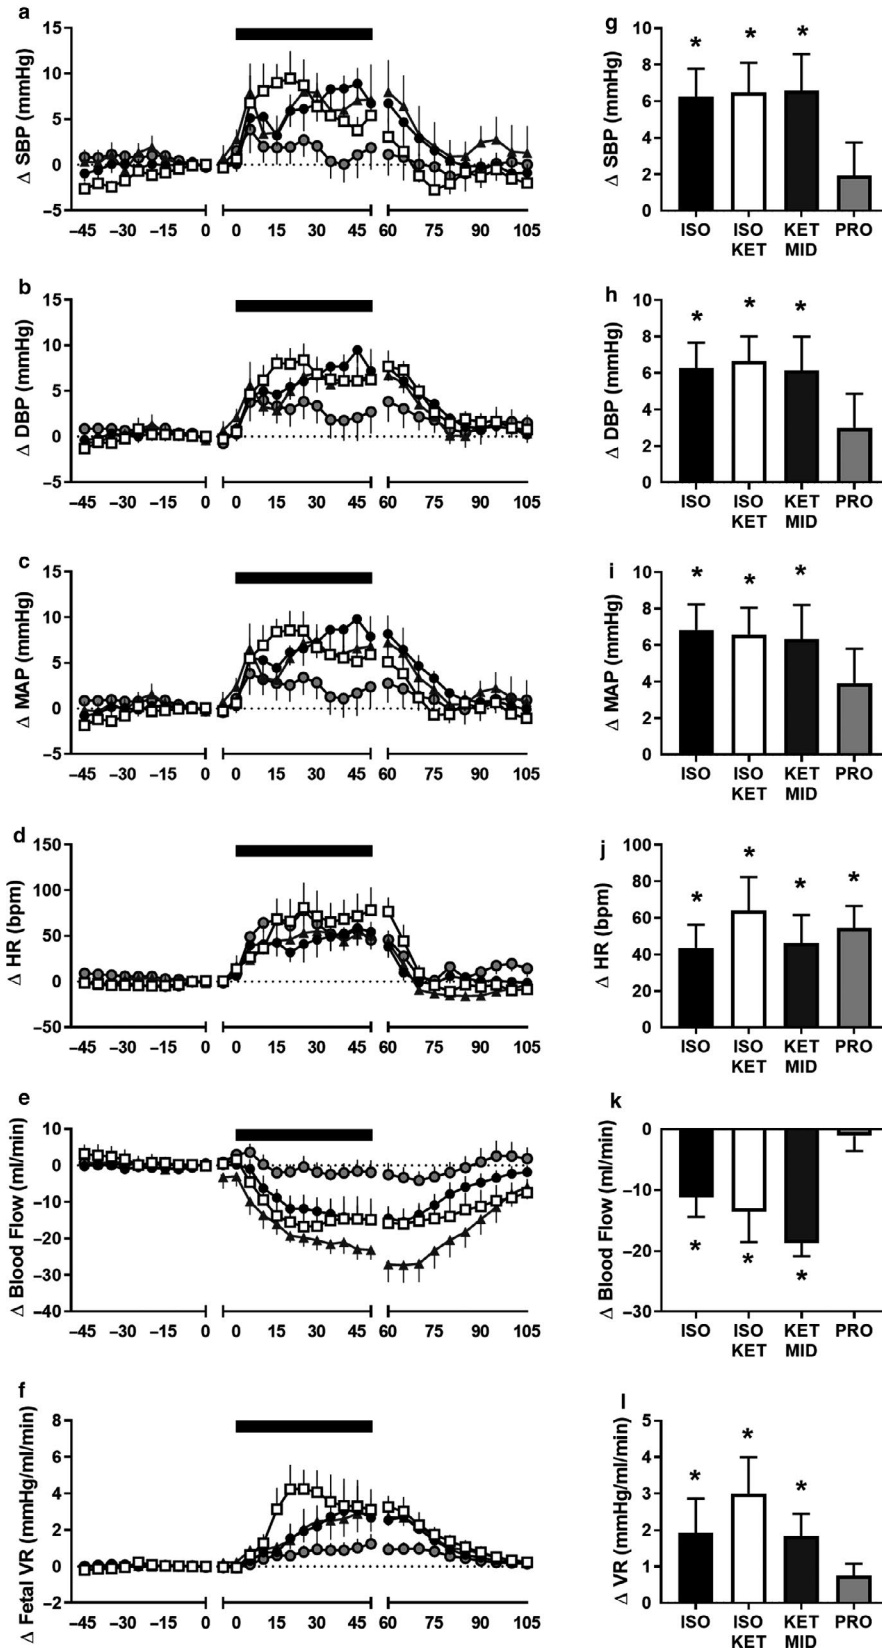 a
Δ SBP (mmHg)
15
10
5
0
−5
−45 −30 −15 0 0 15 30 45 60 75 90 105
g
Δ SBP (mmHg)
10
8
6
4
2
0
* * *
ISO ISO KET PRO
KET MID
b
Δ DBP (mmHg)
15
10
5
0
−5
−45 −30 −15 0 0 15 30 45 60 75 90 105
h
Δ DBP (mmHg)
10
8
6
4
2
0
* * *
ISO ISO KET PRO
KET MID
c
Δ MAP (mmHg)
15
10
5
0
−5
−45 −30 −15 0 0 15 30 45 60 75 90 105
i
Δ MAP (mmHg)
10
8
6
4
2
0
* * *
ISO ISO KET PRO
KET MID
d
Δ HR (bpm)
150
100
50
0
−50
−45 −30 −15 0 0 15 30 45 60 75 90 105
j
Δ HR (bpm)
100
80
60
40
20
0
* * * *
ISO ISO KET PRO
KET MID
e
Δ Blood Flow (ml/min)
10
0
−10
−20
−30
−40
−45 −30 −15 0 0 15 30 45 60 75 90 105
k
Δ Blood Flow (ml/min)
0
−10
−20
−30
* * *
ISO ISO KET PRO
KET MID
f
Δ Fetal VR (mmHg/ml/min)
8
6
4
2
0
−2
−45 −30 −15 0 0 15 30 45 60 75 90 105
l
Δ VR (mmHg/ml/min)
5
4
3
2
1
0
* * *
ISO ISO KET PRO
KET MID